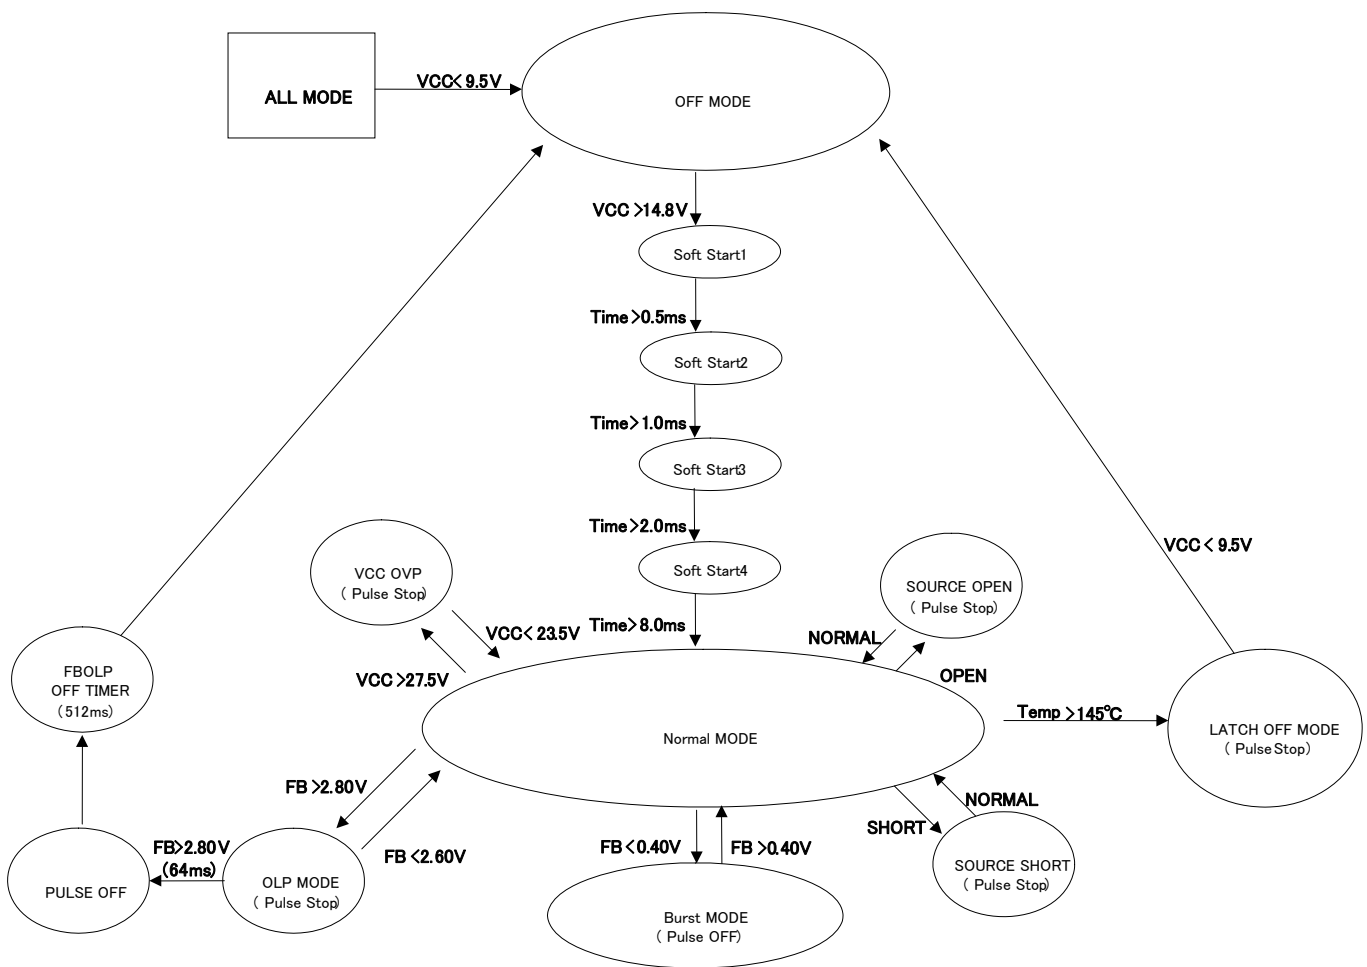 ALL MODE
VCC< 9.5V
OFF MODE
VCC >14.8V
Soft Start1
Time>0.5ms
Soft Start2
Time>1.0ms
Soft Start3
Time>2.0ms
Soft Start4
Time>8.0ms
VCC < 9.5V
VCC OVP
( Pulse Stop)
VCC< 23.5V
VCC >27.5V
SOURCE OPEN
( Pulse Stop)
NORMAL
OPEN
FBOLP
OFF TIMER
(512ms)
Normal MODE
Temp >145℃
LATCH OFF MODE
( Pulse Stop)
FB >2.80V
FB <2.60V
FB>2.80V
(64ms)
PULSE OFF
OLP MODE
( Pulse Stop)
FB <0.40V
FB >0.40V
Burst MODE
( Pulse OFF)
SHORT
NORMAL
SOURCE SHORT
( Pulse Stop)